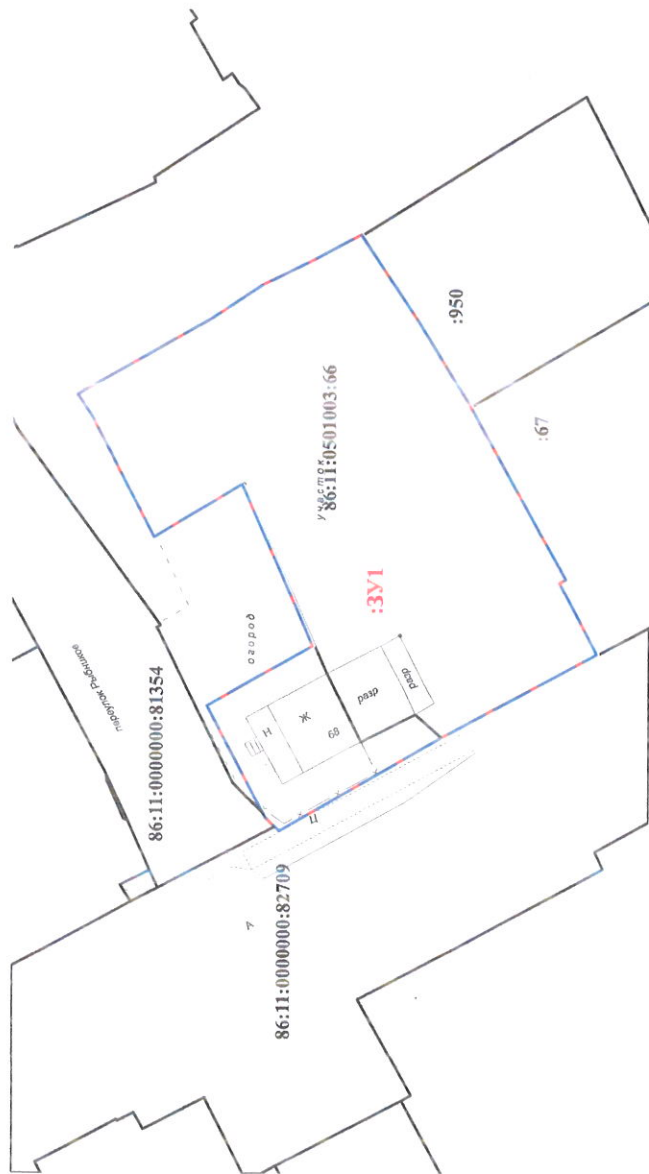 :950
участок
86:11:0501003:66
:67
:ЗУ1
огород
переулок Рыбников
86:11:0000000:81354
Н
Ж
68
разр
разр
П
86:11:0000000:82709